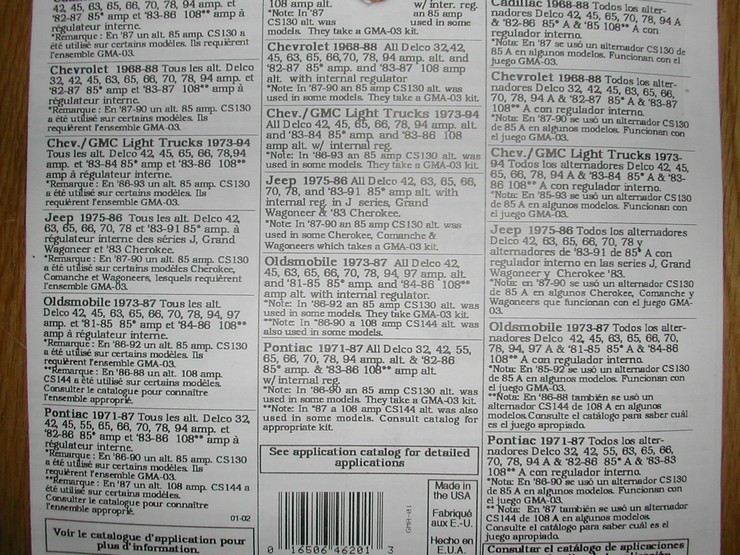 '82-87 85* amp et '83-86 108** amp à
régulateur interne.
*Remarque : En '87 un alt. 85 amp. CS130 a
été utilisé sur certains modèles. Ils requièrent
l'ensemble GMA-03.
Chevrolet 1968-88 Tous les alt. Delco
32, 42, 45, 63, 65, 66, 70, 78, 94 amp. et
'82-87 85* amp et '83-87 108** amp à
régulateur interne.
*Remarque : En '87-90 un alt. 85 amp. CS130
a été utilisé sur certains modèles. Ils
requièrent l'ensemble GMA-03.
Chev./GMC Light Trucks 1973-94
Tous les alt. Delco 42, 45, 65, 66, 78,94
amp. et '83-84 85* amp et '83-86 108**
amp à régulateur interne.
*Remarque : En '86-93 un alt. 85 amp. CS130
a été utilisé sur certains modèles. Ils
requièrent l'ensemble GMA-03.
Jeep 1975-86 Tous les alt. Delco 42,
63, 65, 66, 70, 78 et '83-91 85* amp. à
régulateur interne des séries J, Grand
Wagoneer et '83 Cherokee.
*Remarque : En '87-90 un alt. 85 amp. CS130
a été utilisé sur certains modèles Cherokee,
Comanche et Wagoneers, lesquels requièrent
l'ensemble GMA-03.
Oldsmobile 1973-87 Tous les alt.
Delco 42, 45, 63, 65, 66, 70, 78, 94, 97
amp. et '81-85 85* amp et '84-86 108**
amp à régulateur interne.
*Remarque : En '86-92 un alt. 85 amp. CS130
a été utilisé sur certains modèles. Ils
requièrent l'ensemble GMA-03.
**Remarque : En '86-88 un alt. 108 amp.
CS144 a été utilisé sur certains modèles.
Consulter le catalogue pour connaître
l'ensemble approprié.
Pontiac 1971-87 Tous les alt. Delco 32,
42, 45, 55, 65, 66, 70, 78, 94 amp. et
'82-86 85* amp et '83-86 108** amp à
régulateur interne.
*Remarque : En '86-90 un alt. 85 amp. CS130
a été utilisé sur certains modèles. Ils
requièrent l'ensemble GMA-03.
**Remarque : En '87 un alt. 108 amp. CS144 a
été utilisé sur certains modèles.
Consulter le catalogue pour connaître
l'ensemble approprié.
01-02
Voir le catalogue d'application pour
plus d'information.
108 amp alt. w/ inter. reg.
*Note: In '87 an 85 amp
CS130 alt. was used in some
models. They take a GMA-03 kit.
Chevrolet 1968-88 All Delco 32,42,
45, 63, 65, 66, 70, 78, 94 amp. alt. and
'82-87 85* amp. and '83-87 108 amp
alt. with internal regulator
*Note In '87-90 an 85 amp CS130 alt. was
used in some models. They take a GMA-03 kit.
Chev./GMC Light Trucks 1973-94
All Delco 42, 45, 65, 66, 78, 94 amp. alt.
and '83-84 85* amp. and '83-86 108
amp alt. w/ internal reg.
*Note: In '86-93 an 85 amp CS130 alt. was
used in some models. They take a GMA-03 kit.
Jeep 1975-86 All Delco 42, 63, 65, 66,
70, 78, and '83-91 85* amp alt. with
internal reg. in J series, Grand
Wagoneer & '83 Cherokee.
*Note: In '87-90 an 85 amp CS130 alt. was
used in some Cherokee, Comanche &
Wagoneers which takes a GMA-03 kit.
Oldsmobile 1973-87 All Delco 42,
45, 63, 65, 66, 70, 78, 94, 97 amp. alt.
and '81-85 85* amp. and '84-86 108**
amp alt. with internal regulator.
*Note: In '86-92 an 85 amp CS130 alt. was
used in some models. They take a GMA-03 kit.
**Note: In '86-90 a 108 amp CS144 alt. was
also used in some models.
Pontiac 1971-87 All Delco 32, 42, 55,
65, 66, 70, 78, 94 amp. alt. & '82-86
85* amp. & '83-86 108** amp alt.
w/ internal reg.
*Note: In '86-90 an 85 amp CS130 alt. was
used in some models. They take a GMA-03 kit.
**Note: In '87 a 108 amp CS144 alt. was also
used in some models. Consult catalog for
appropriate kit.
See application catalog for detailed
applications
0 16506 46201 3
GMR-01
Made in
the USA
Fabriqué
aux E.-U.
Hecho en
E.U.A.
Cadillac 1968-88 Todos los alter-
nadores Delco 42, 45, 65, 70, 78, 94 A
& '82-86 85* A & '85 108** A con
regulador interno.
*Nota: En '87 se usó un alternador CS130 de
85 A en algunos modelos. Funcionan con el
juego GMA-03.
Chevrolet 1968-88 Todos los alter-
nadores Delco 32, 42, 45, 63, 65, 66,
70, 78, 94 A & '82-87 85* A & '83-87
108** A con regulador interno.
*Nota: En '87-90 se usó un alternador CS130
de 85 A en algunos modelos. Funcionan con
el juego GMA-03.
Chev./GMC Light Trucks 1973-
94 Todos los alternadores Delco 42, 45,
65, 66, 78, 94 A & '83-84 85* A & '83-
86 108** A con regulador interno.
*Nota: En '85-93 se usó un alternador CS130
de 85 A en algunos modelos. Funcionan con
el juego GMA-03.
Jeep 1975-86 Todos los alternadores
Delco 42, 63, 65, 66, 70, 78 y
alternadores de '83-91 de 85* A con
regulador interno en las series J, Grand
Wagoneer y Cherokee '83.
*Nota: en '87-90 se usó un alternador CS130
de 85 A en algunos Cherokee, Comanche y
Wagoneers que funcionan con el juego GMA-
03.
Oldsmobile 1973-87 Todos los alter-
nadores Delco 42, 45, 63, 65, 66, 70,
78, 94, 97 A & '81-85 85* A & '84-86
108** A con regulador interno.
*Nota: En '85-92 se usó un alternador CS130
de 85 A en algunos modelos. Funcionan con
el juego GMA-03.
**Nota: En '86-88 también se usó un
alternador CS144 de 108 A en algunos
modelos.Consulte el catálogo para saber cuál
es el juego apropiado.
Pontiac 1971-87 Todos los alter-
nadores Delco 32, 42, 55, 63, 65, 66,
70, 78, 94 A & '82-86 85* A & '83-83
108** A con regulador interno.
*Nota: En '86-90 se usó un alternador CS130
de 85 A en algunos modelos. Funcionan con
el juego GMA-03.
** Nota: En '87 también se usó un alternador
CS144 de 108 A en algunos modelos.
Consulte el catálogo para saber cuál es el
juego apropiado.
Consultar el catálogo de aplicaciones